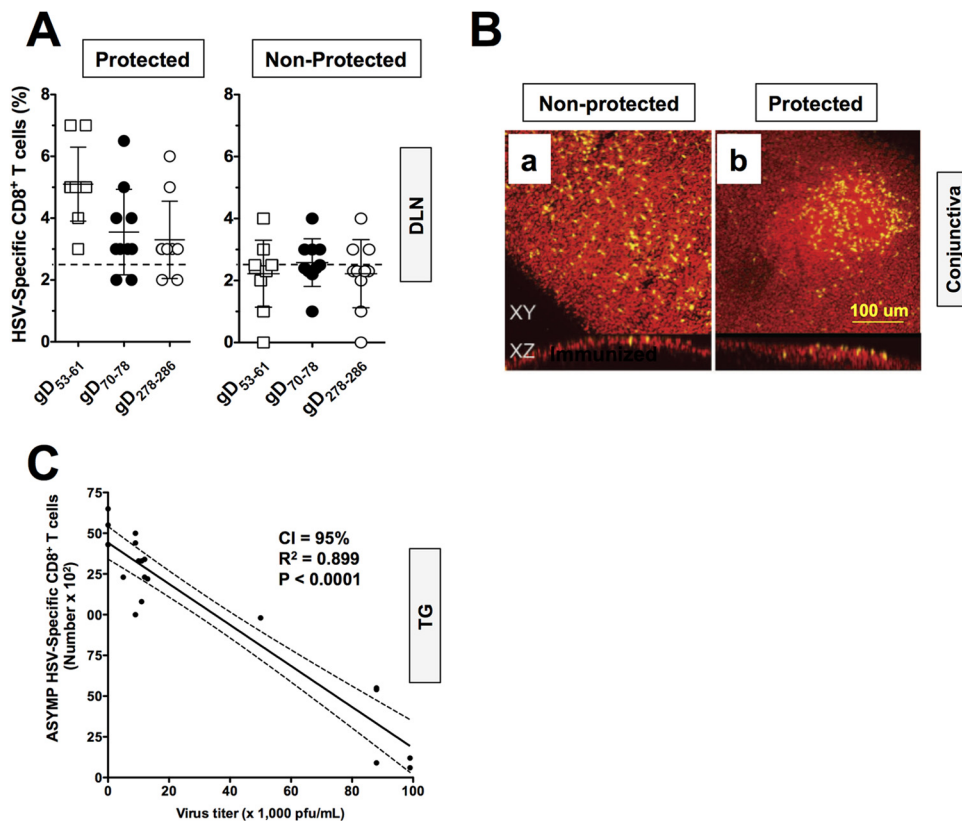 A
Protected
Non-Protected
HSV-Specific CD8+ T cells (%)
8
6
4
2
0
gD53-61
gD70-78
gD278-286
8
6
4
2
0
gD53-61
gD70-78
gD278-286
DLN
B
Non-protected
Protected
a
b
XY
XZ
Immunized
100 um
Conjunctiva
C
ASYMP HSV-Specific CD8+ T cells
(Number x 10²)
75
50
25
00
75
50
25
0
0
20
40
60
80
100
Virus titer (x 1,000 pfu/mL)
CI = 95%
R² = 0.899
P < 0.0001
TG